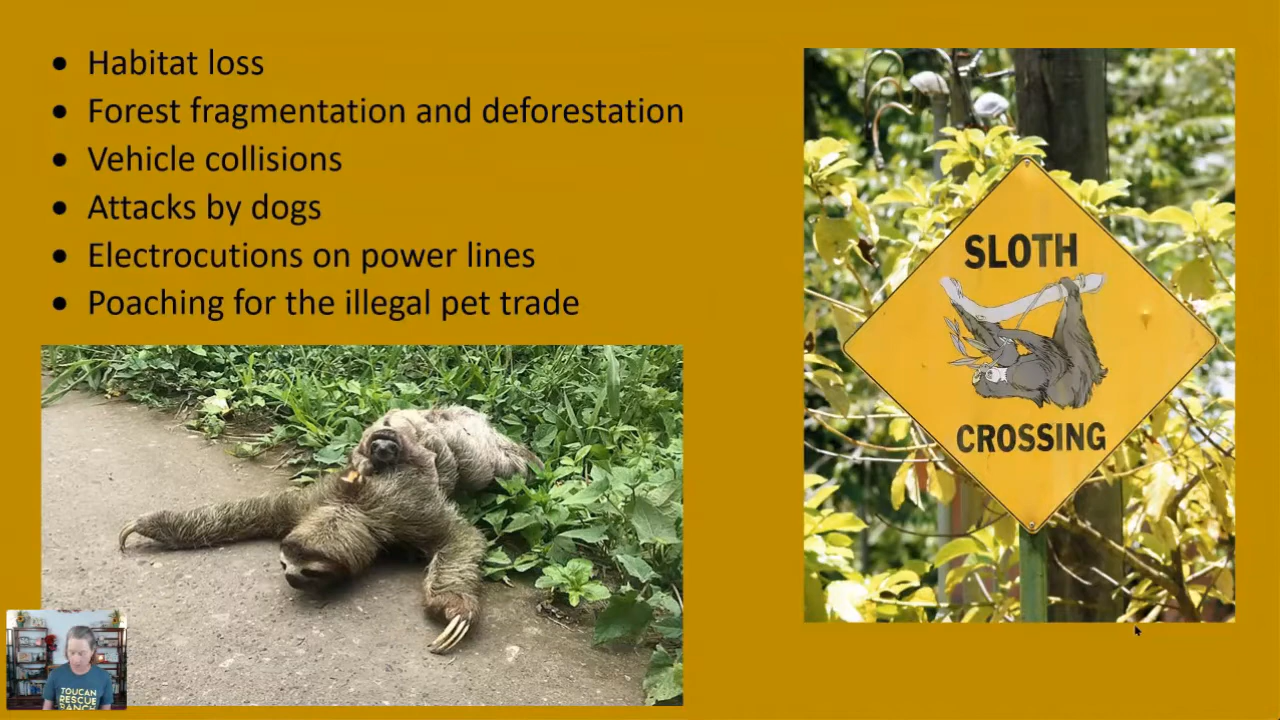 • Habitat loss
• Forest fragmentation and deforestation
• Vehicle collisions
• Attacks by dogs
• Electrocutions on power lines
• Poaching for the illegal pet trade
SLOTH
CROSSING
TOUCAN
RESCUE
RANCH